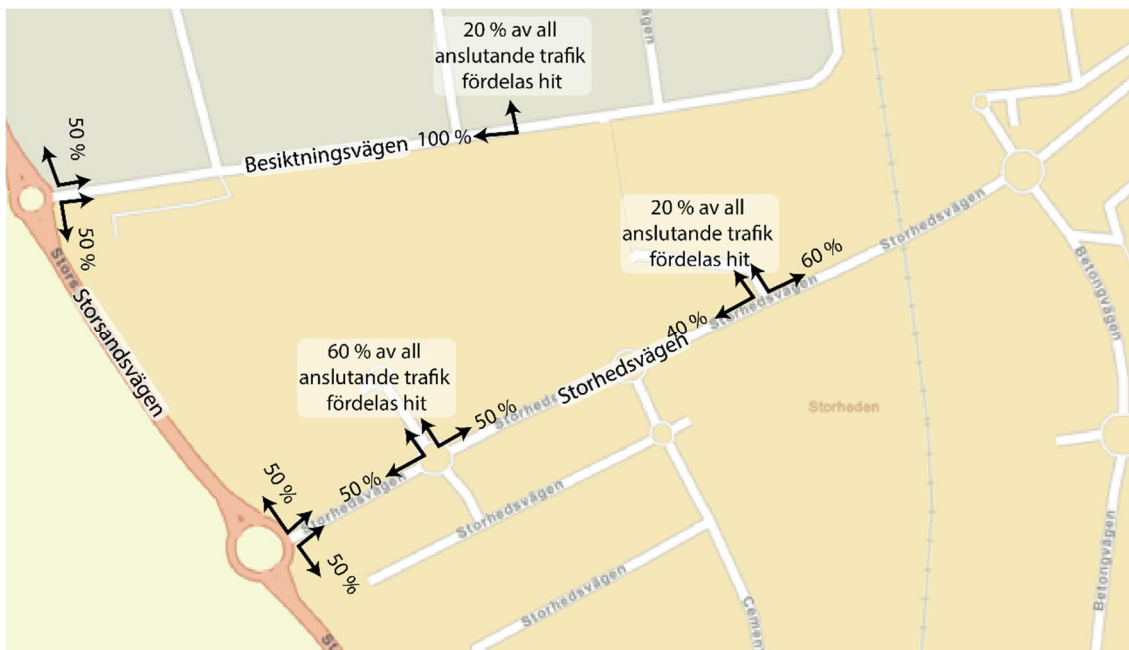 20 % av all
anslutande trafik
fördelas hit
50 %
Besiktningsvägen 100 %
50 %
20 % av all
anslutande trafik
fördelas hit
60 %
Storhedsvägen
Storhedsvägen
40 %
Betongvägen
Storsandsvägen
60 % av all
anslutande trafik
fördelas hit
Storhedsvägen
50 %
50 %
Storheden
50 %
Storhedsvägen
Storhedsvägen
50 %
Storhedsvägen
Betongvägen